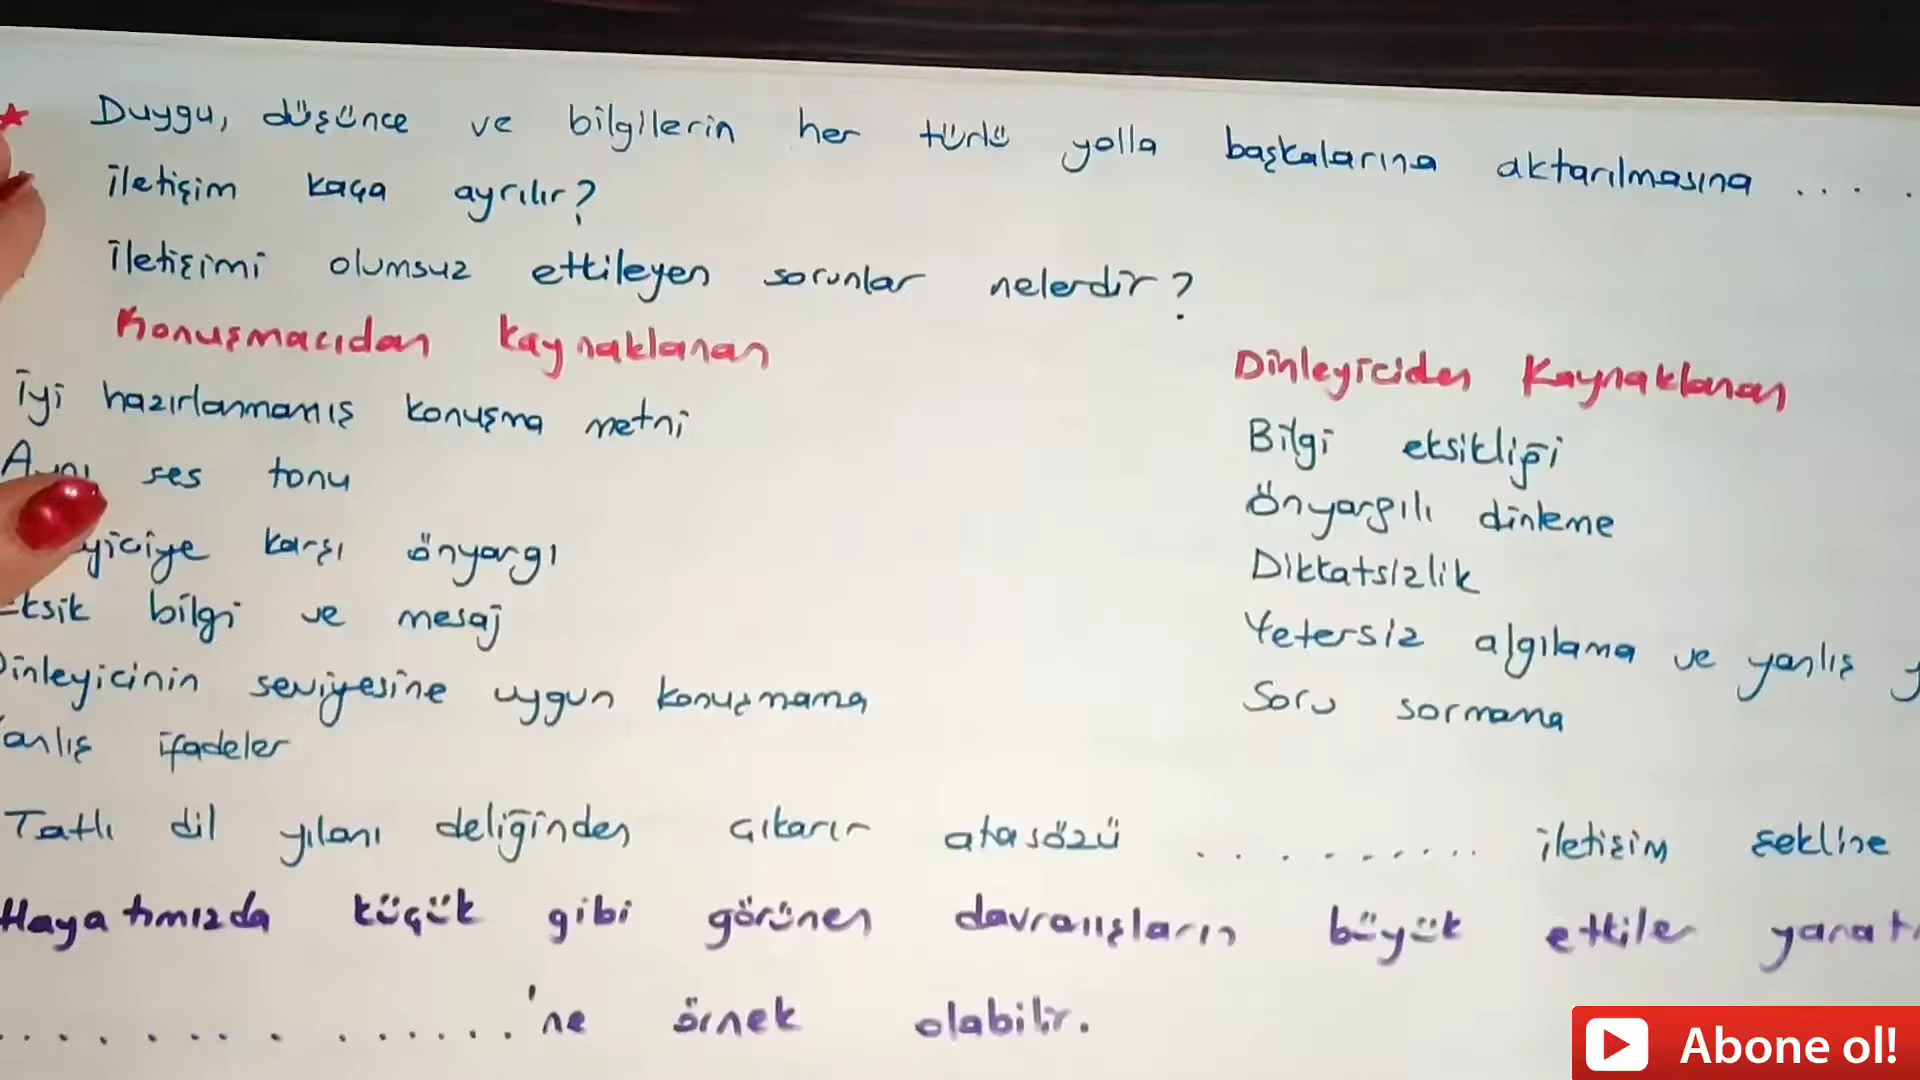 Duygu, düşünce ve bilgilerin her türlü yolla başkalarına aktarılmasına ....
iletişim kaça ayrılır?
iletişimi olumsuz etkileyen sorunlar nelerdir?
Konuşmacıdan kaynaklanan
iyi hazırlanmamış konuşma metni
ses tonu
karşı önyargı
bilgi ve mesaj
seviyesine uygun konuşmama
ifadeler
Dinleyiciden Kaynaklanan
Bilgi eksikliği
Önyargılı dinleme
Dikkatsizlik
Yetersiz algılama ve yanlış
Soru sormama
Tatlı dil yılanı deliğinden çıkarır atasözü .......... iletişim şekline
Hayatımızda küçük gibi görünen davranışların büyük etkiler
.............'ne örnek olabilir.
Abone ol!